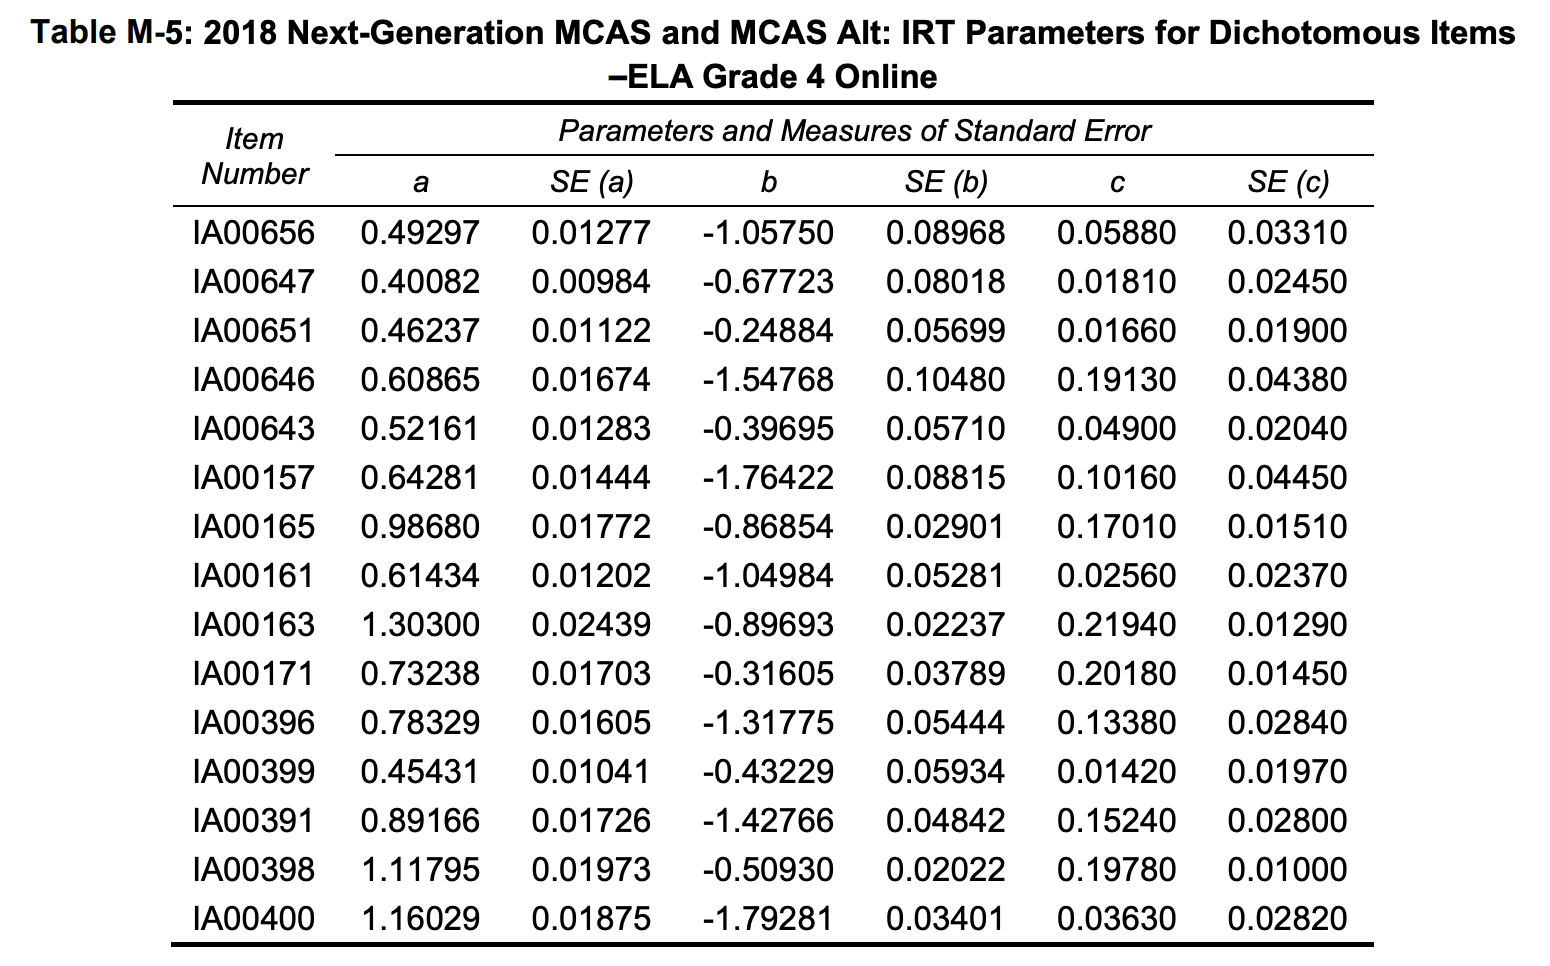 Table M-5: 2018 Next-Generation MCAS and MCAS Alt: IRT Parameters for Dichotomous Items
–ELA Grade 4 Online
Item Number Parameters and Measures of Standard Error
a SE (a) b SE (b) c SE (c)
IA00656 0.49297 0.01277 -1.05750 0.08968 0.05880 0.03310
IA00647 0.40082 0.00984 -0.67723 0.08018 0.01810 0.02450
IA00651 0.46237 0.01122 -0.24884 0.05699 0.01660 0.01900
IA00646 0.60865 0.01674 -1.54768 0.10480 0.19130 0.04380
IA00643 0.52161 0.01283 -0.39695 0.05710 0.04900 0.02040
IA00157 0.64281 0.01444 -1.76422 0.08815 0.10160 0.04450
IA00165 0.98680 0.01772 -0.86854 0.02901 0.17010 0.01510
IA00161 0.61434 0.01202 -1.04984 0.05281 0.02560 0.02370
IA00163 1.30300 0.02439 -0.89693 0.02237 0.21940 0.01290
IA00171 0.73238 0.01703 -0.31605 0.03789 0.20180 0.01450
IA00396 0.78329 0.01605 -1.31775 0.05444 0.13380 0.02840
IA00399 0.45431 0.01041 -0.43229 0.05934 0.01420 0.01970
IA00391 0.89166 0.01726 -1.42766 0.04842 0.15240 0.02800
IA00398 1.11795 0.01973 -0.50930 0.02022 0.19780 0.01000
IA00400 1.16029 0.01875 -1.79281 0.03401 0.03630 0.02820